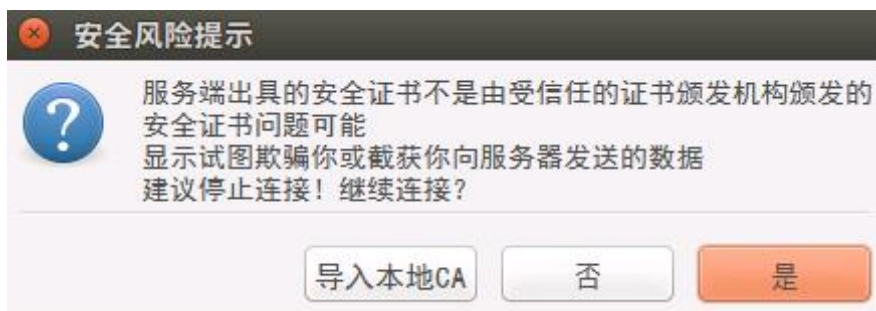 安全风险提示
服务端出具的安全证书不是由受信任的证书颁发机构颁发的
安全证书问题可能
显示试图欺骗你或截获你向服务器发送的数据
建议停止连接！继续连接？
导入本地CA 否 是